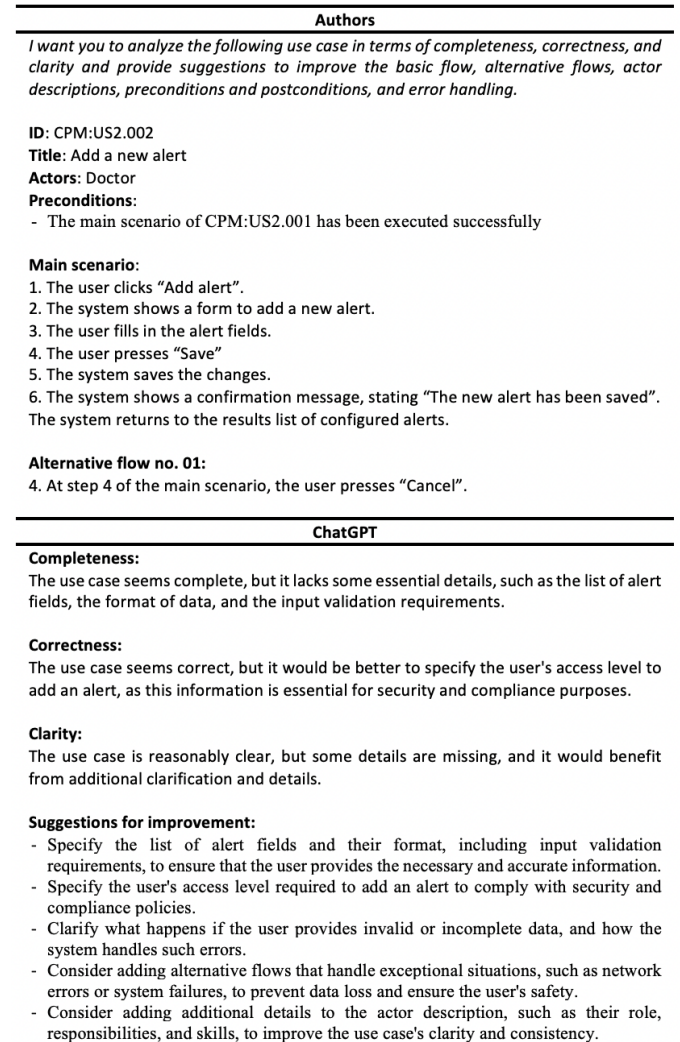 Authors
I want you to analyze the following use case in terms of completeness, correctness, and
clarity and provide suggestions to improve the basic flow, alternative flows, actor
descriptions, preconditions and postconditions, and error handling.
ID: CPM:US2.002
Title: Add a new alert
Actors: Doctor
Preconditions:
- The main scenario of CPM:US2.001 has been executed successfully
Main scenario:
1. The user clicks “Add alert”.
2. The system shows a form to add a new alert.
3. The user fills in the alert fields.
4. The user presses “Save”
5. The system saves the changes.
6. The system shows a confirmation message, stating “The new alert has been saved”.
The system returns to the results list of configured alerts.
Alternative flow no. 01:
4. At step 4 of the main scenario, the user presses “Cancel”.
ChatGPT
Completeness:
The use case seems complete, but it lacks some essential details, such as the list of alert
fields, the format of data, and the input validation requirements.
Correctness:
The use case seems correct, but it would be better to specify the user's access level to
add an alert, as this information is essential for security and compliance purposes.
Clarity:
The use case is reasonably clear, but some details are missing, and it would benefit
from additional clarification and details.
Suggestions for improvement:
- Specify the list of alert fields and their format, including input validation
requirements, to ensure that the user provides the necessary and accurate information.
- Specify the user's access level required to add an alert to comply with security and
compliance policies.
- Clarify what happens if the user provides invalid or incomplete data, and how the
system handles such errors.
- Consider adding alternative flows that handle exceptional situations, such as network
errors or system failures, to prevent data loss and ensure the user's safety.
- Consider adding additional details to the actor description, such as their role,
responsibilities, and skills, to improve the use case's clarity and consistency.